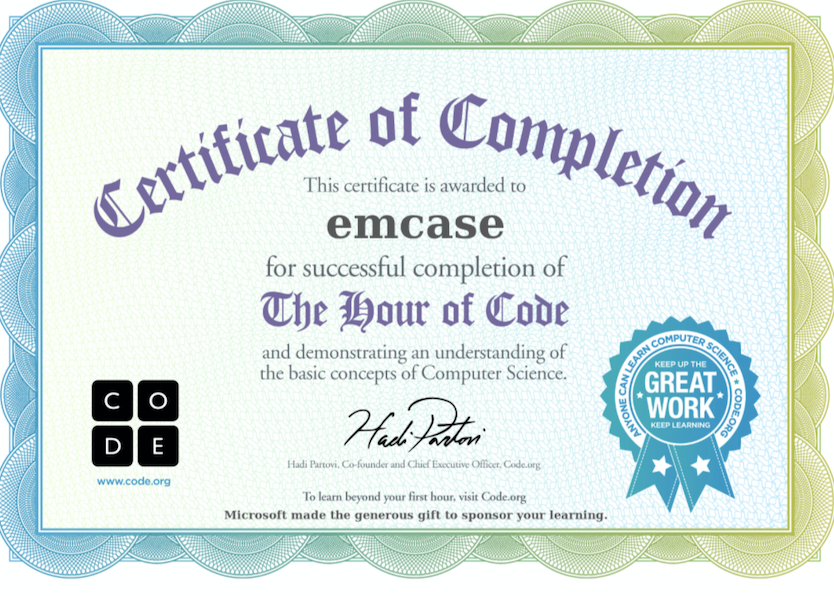 Certificate of Completion
This certificate is awarded to
emcase
for successful completion of
The Hour of Code
and demonstrating an understanding of
the basic concepts of Computer Science.
C O
D E
www.code.org
Hadi Partovi
Hadi Partovi, Co-founder and Chief Executive Officer, Code.org
To learn beyond your first hour, visit Code.org
Microsoft made the generous gift to sponsor your learning.
ANYONE CAN LEARN COMPUTER SCIENCE ★ CODE.ORG ★
KEEP UP THE
GREAT
WORK
KEEP LEARNING